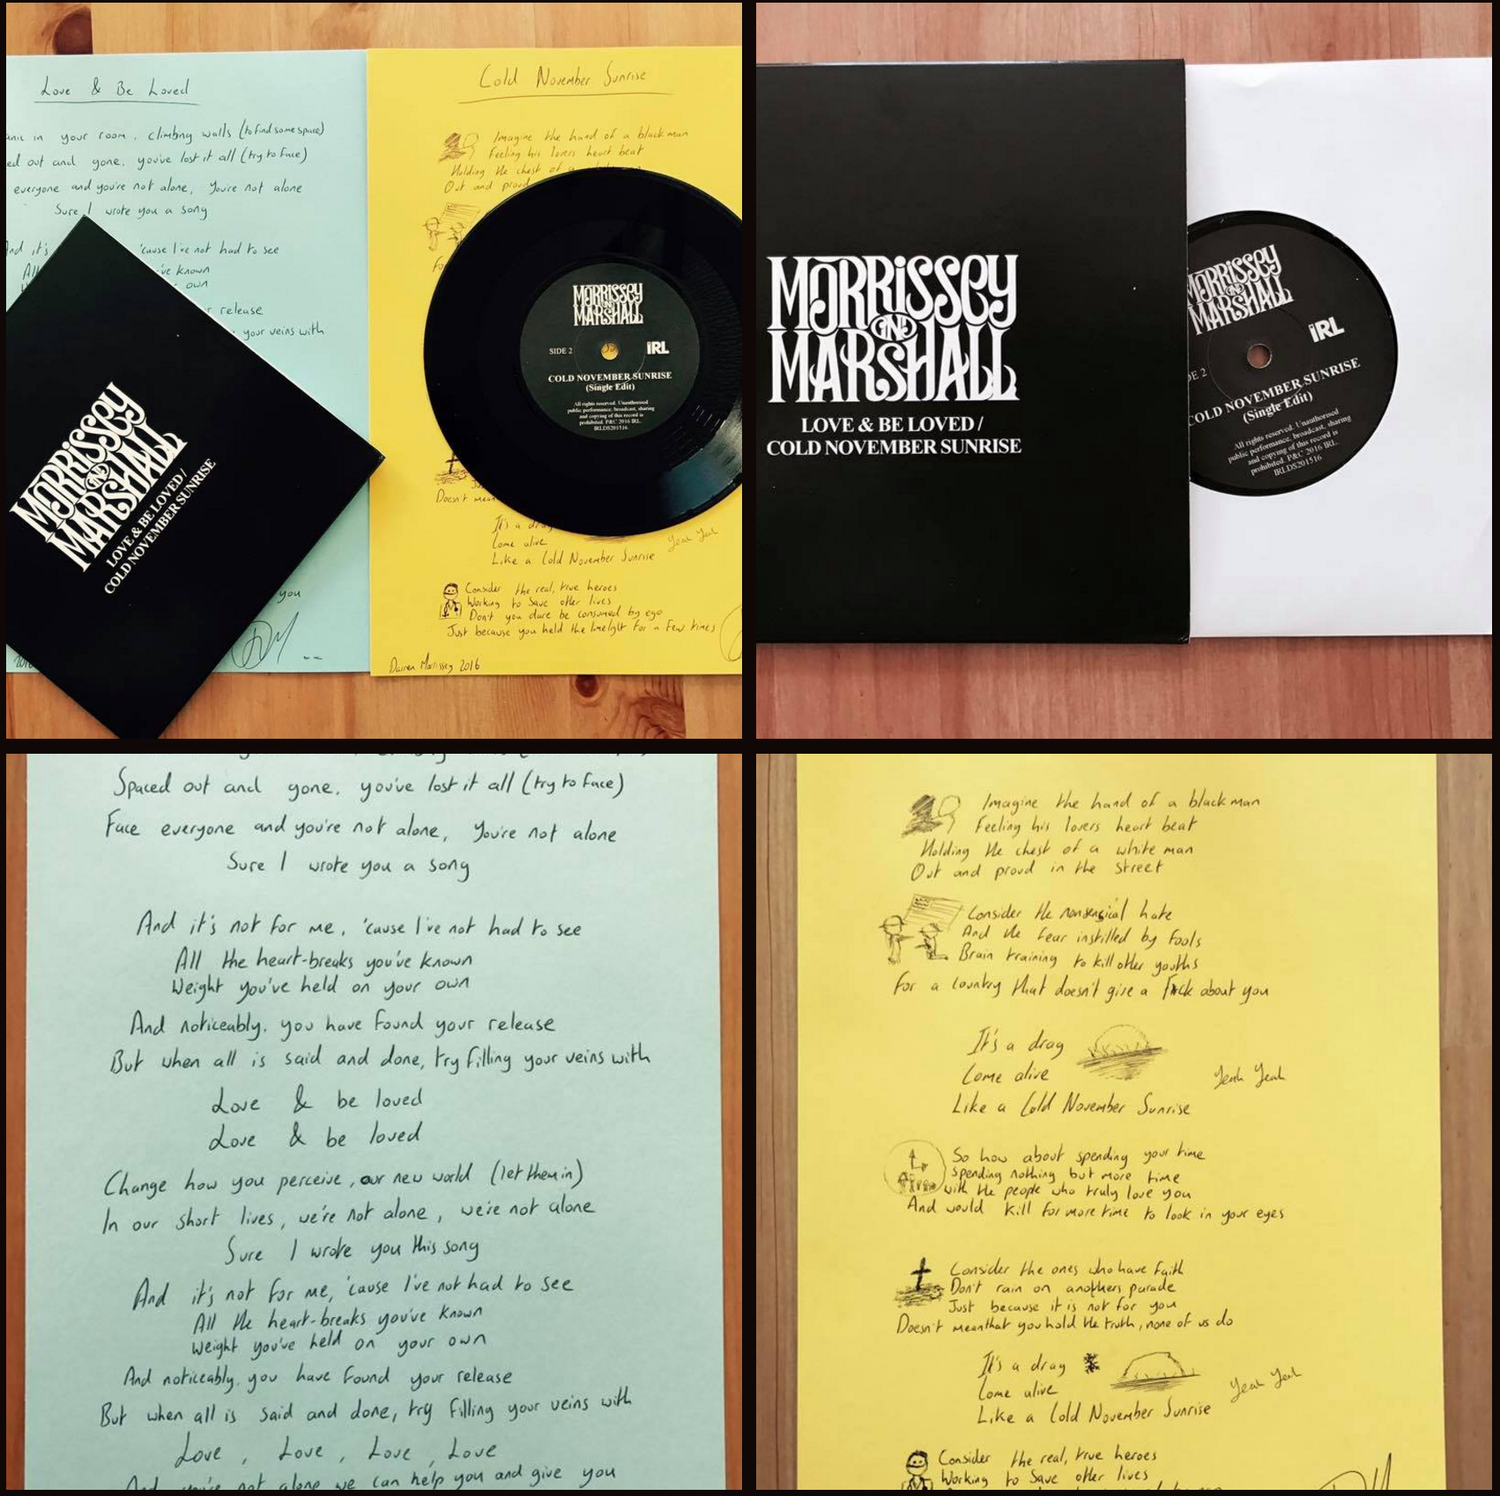 Love & Be Loved
in your room. climbing walls (to find some space)
out and gone. you've lost it all (try to face)
everyone and you're not alone, You're not alone
Sure I wrote you a song
And it's 'cause I've not had to see
All known
own
release
your veins with
you
MORRISSEY
AND
MARSHALL
LOVE & BE LOVED /
COLD NOVEMBER SUNRISE
Cold November Sunrise
Imagine the hand of a black man
Feeling his lovers heart beat
Holding the chest of a
Out and proud
MORRISSEY
AND
MARSHALL
SIDE 2
iRL
COLD NOVEMBER SUNRISE
(Single Edit)
All rights reserved. Unauthorised
public performance, broadcast, sharing
and copying of this record is
prohibited. P&C 2016 IRL.
IRLDS201516
Doesn't mean
It's a drag
Come alive
Yeah Yeah
Like a Cold November Sunrise
Consider the real, true heroes
Working to Save other lives
Don't you dare be consumed by ego
Just because you held the limelight for a Few times
Darren Morrissey 2016
MORRISSEY
AND
MARSHALL
LOVE & BE LOVED /
COLD NOVEMBER SUNRISE
MORRISSEY
MARSHALL
iRL
DE 2
COLD NOVEMBER SUNRISE
(Single Edit)
All rights reserved. Unauthorised
public performance, broadcast, sharing
and copying of this record is
prohibited. P&C 2016 IRL.
IRLDS201516
Spaced out and gone. you've lost it all (try to face)
Face everyone and you're not alone, You're not alone
Sure I wrote you a song
And it's not for me, 'cause I've not had to see
All the heart-breaks you've known
Weight you've held on your own
And noticeably. you have Found your release
But when all is said and done, try filling your veins with
Love & be loved
Love & be loved
Change how you perceive, our new world (let them in)
In our short lives, we're not alone, we're not alone
Sure I wrote you this song
And it's not for me, 'cause I've not had to see
All the heart-breaks you've known
Weight you've held on your own
And noticeably. you have Found your release
But when all is said and done, try filling your veins with
Love, Love, Love, Love
And you're not alone we can help you and give you
Imagine the hand of a black man
Feeling his lovers heart beat
Holding the chest of a white man
Out and proud in the street
Consider the nonsensical hate
And the fear instilled by fools
Brain training to kill other youths
For a country that doesn't give a F*ck about you
It's a drag
Come alive
Yeah Yeah
Like a Cold November Sunrise
So how about spending your time
Spending nothing but more time
with the people who truly love you
And would kill for more time to look in your eyes
Consider the ones who have faith
Don't rain on anothers parade
Just because it is not for you
Doesn't mean that you hold the truth, none of us do
It's a drag
Come alive
Yeah Yeah
Like a Cold November Sunrise
Consider the real, true heroes
Working to Save other lives